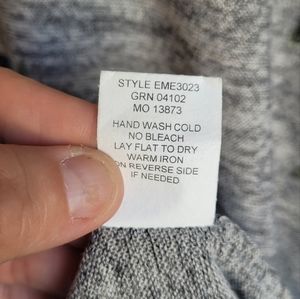 STYLE EME3023
GRN 04102
MO 13873
HAND WASH COLD
NO BLEACH
LAY FLAT TO DRY
WARM IRON
ON REVERSE SIDE
IF NEEDED